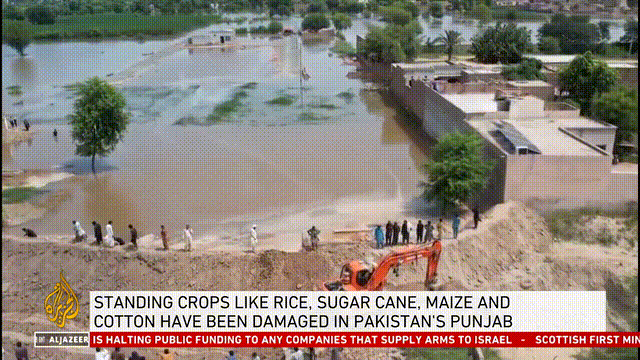 STANDING CROPS LIKE RICE, SUGAR CANE, MAIZE AND
COTTON HAVE BEEN DAMAGED IN PAKISTAN'S PUNJAB
ALJAZEERA
IS HALTING PUBLIC FUNDING TO ANY COMPANIES THAT SUPPLY ARMS TO ISRAEL - SCOTTISH FIRST MIN